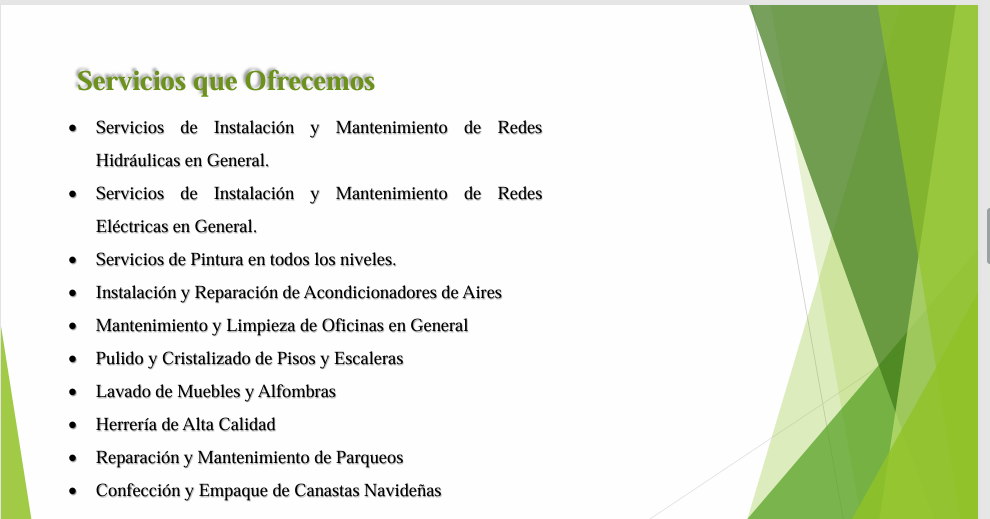 Servicios que Ofrecemos
• Servicios de Instalación y Mantenimiento de Redes
Hidráulicas en General.
• Servicios de Instalación y Mantenimiento de Redes
Eléctricas en General.
• Servicios de Pintura en todos los niveles.
• Instalación y Reparación de Acondicionadores de Aires
• Mantenimiento y Limpieza de Oficinas en General
• Pulido y Cristalizado de Pisos y Escaleras
• Lavado de Muebles y Alfombras
• Herrería de Alta Calidad
• Reparación y Mantenimiento de Parqueos
• Confección y Empaque de Canastas Navideñas